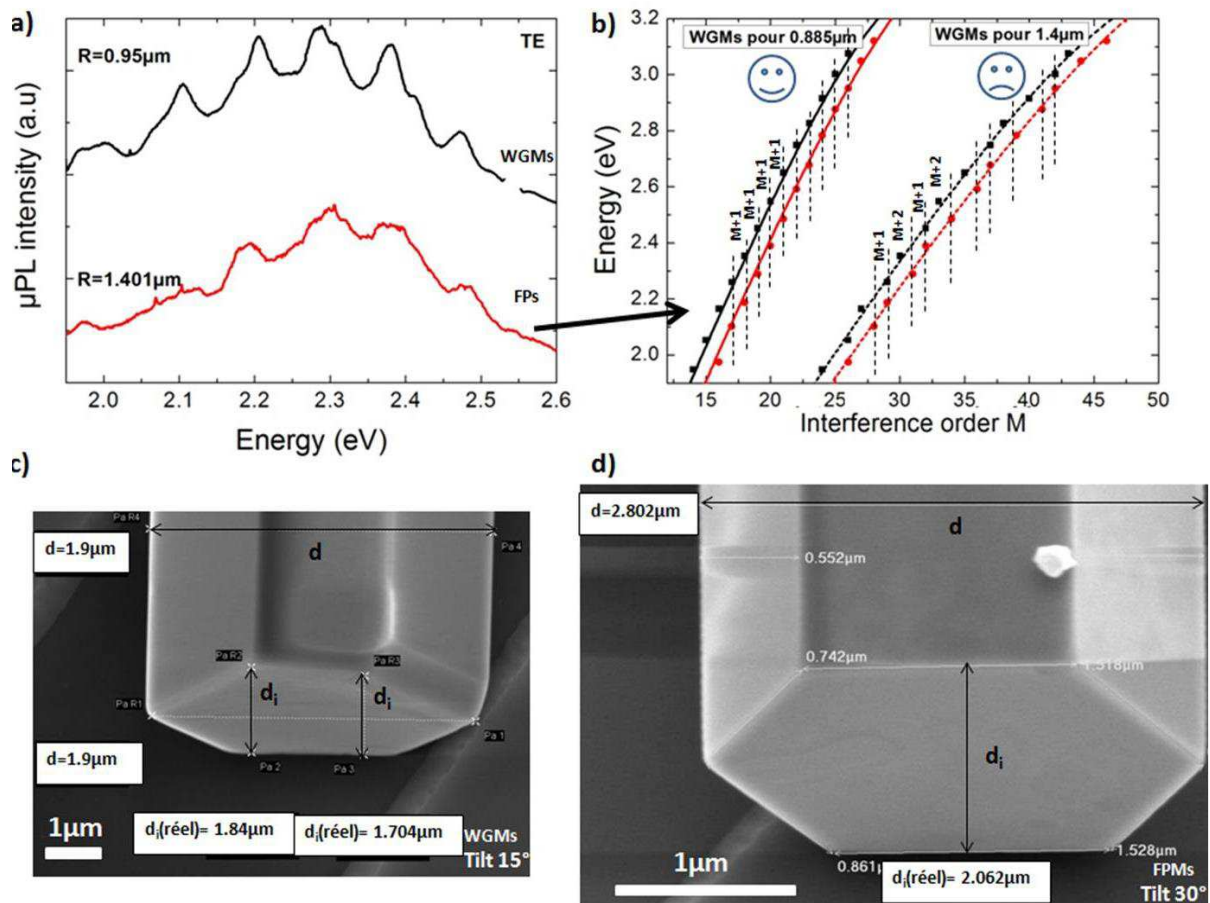 a)
R=0.95µm
TE
WGMs
R=1.401µm
FPs
µPL intensity (a.u)
2.0 2.1 2.2 2.3 2.4 2.5 2.6
Energy (eV)
b)
WGMs pour 0.885µm
WGMs pour 1.4µm
3.2
3.0
2.8
2.6
2.4
2.2
2.0
Energy (eV)
M+1
M+1
M+1
M+1
M+1
M+2
M+1
M+2
15 20 25 30 35 40 45 50
Interference order M
c)
Pa R4
d=1.9µm
d
Pa 4
Pa R2
Pa R3
di
di
Pa R1
Pa 1
d=1.9µm
Pa 2
Pa 3
1µm
di(réel)= 1.84µm
di(réel)= 1.704µm
WGMs
Tilt 15°
d)
d=2.802µm
d
0.552µm
0.742µm
1.518µm
di
1.528µm
0.861µm
di(réel)= 2.062µm
1µm
FPMs
Tilt 30°